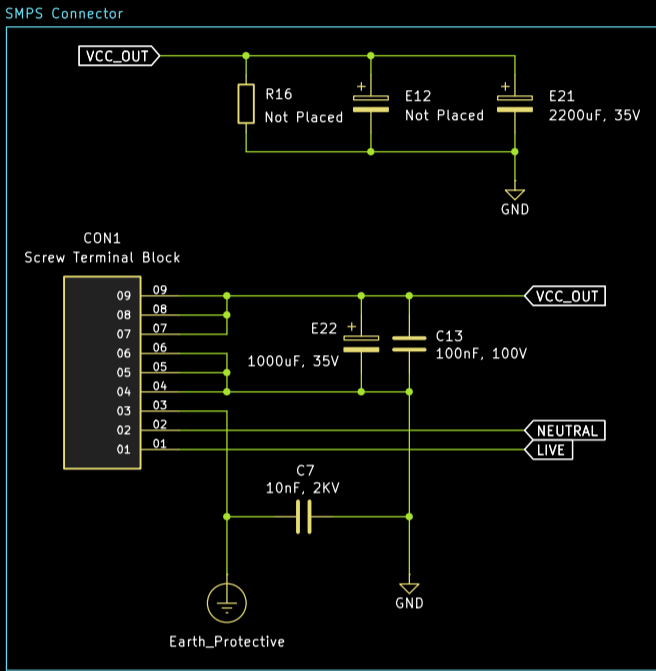 SMPS Connector
VCC_OUT
R16
Not Placed
E12
Not Placed
E21
2200uF, 35V
GND
CON1
Screw Terminal Block
09 09
08 08
07 07
06 06
05 05
04 04
03 03
02 02
01 01
VCC_OUT
E22
1000uF, 35V
C13
100nF, 100V
NEUTRAL
LIVE
C7
10nF, 2KV
GND
Earth_Protective